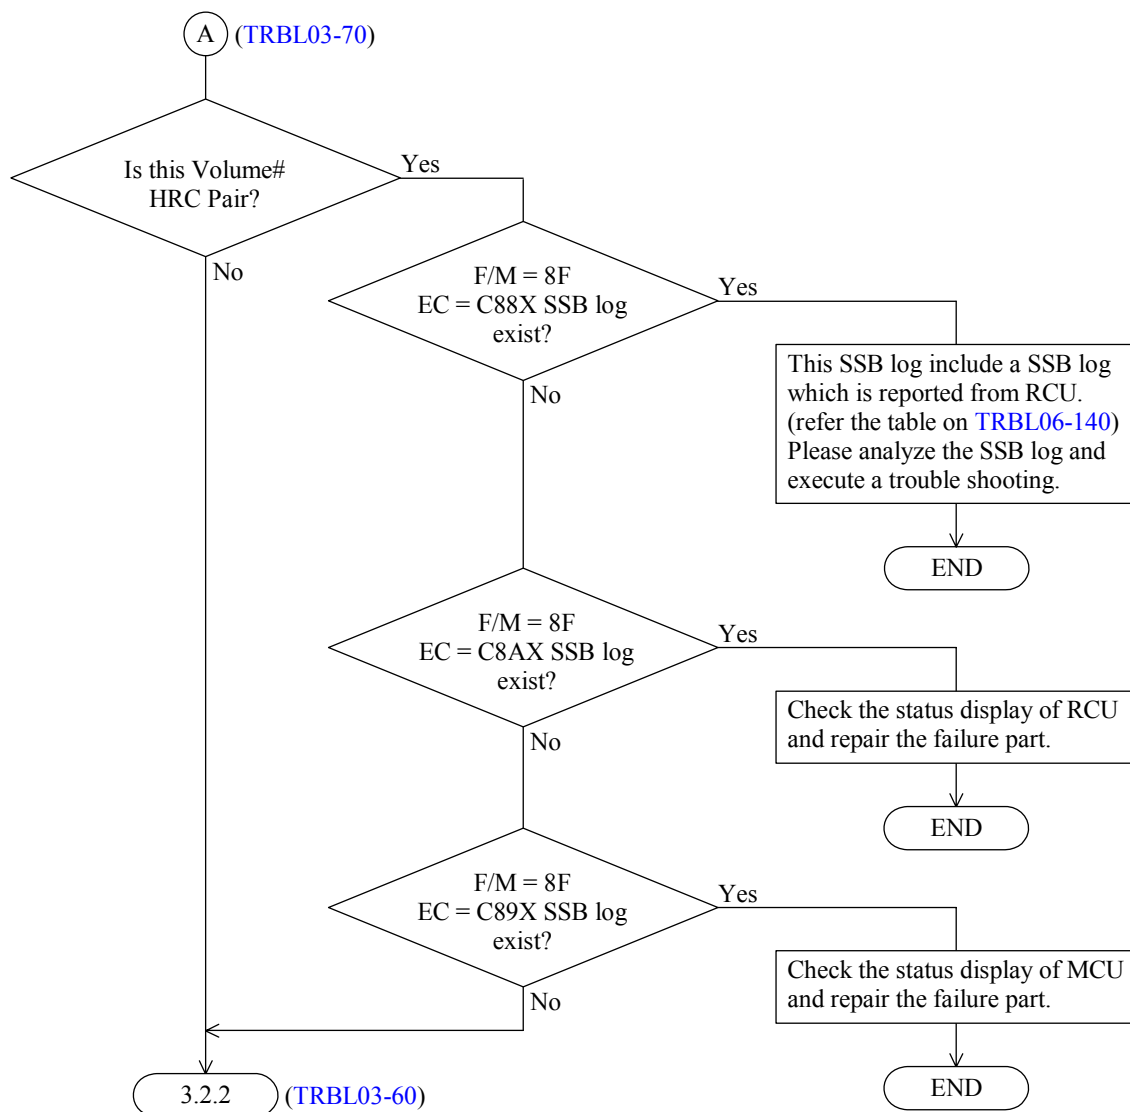 A (TRBL03-70)
Is this Volume#
HRC Pair?
Yes
No
F/M = 8F
EC = C88X SSB log
exist?
Yes
No
This SSB log include a SSB log
which is reported from RCU.
(refer the table on TRBL06-140)
Please analyze the SSB log and
execute a trouble shooting.
END
F/M = 8F
EC = C8AX SSB log
exist?
Yes
No
Check the status display of RCU
and repair the failure part.
END
F/M = 8F
EC = C89X SSB log
exist?
Yes
No
Check the status display of MCU
and repair the failure part.
END
3.2.2 (TRBL03-60)